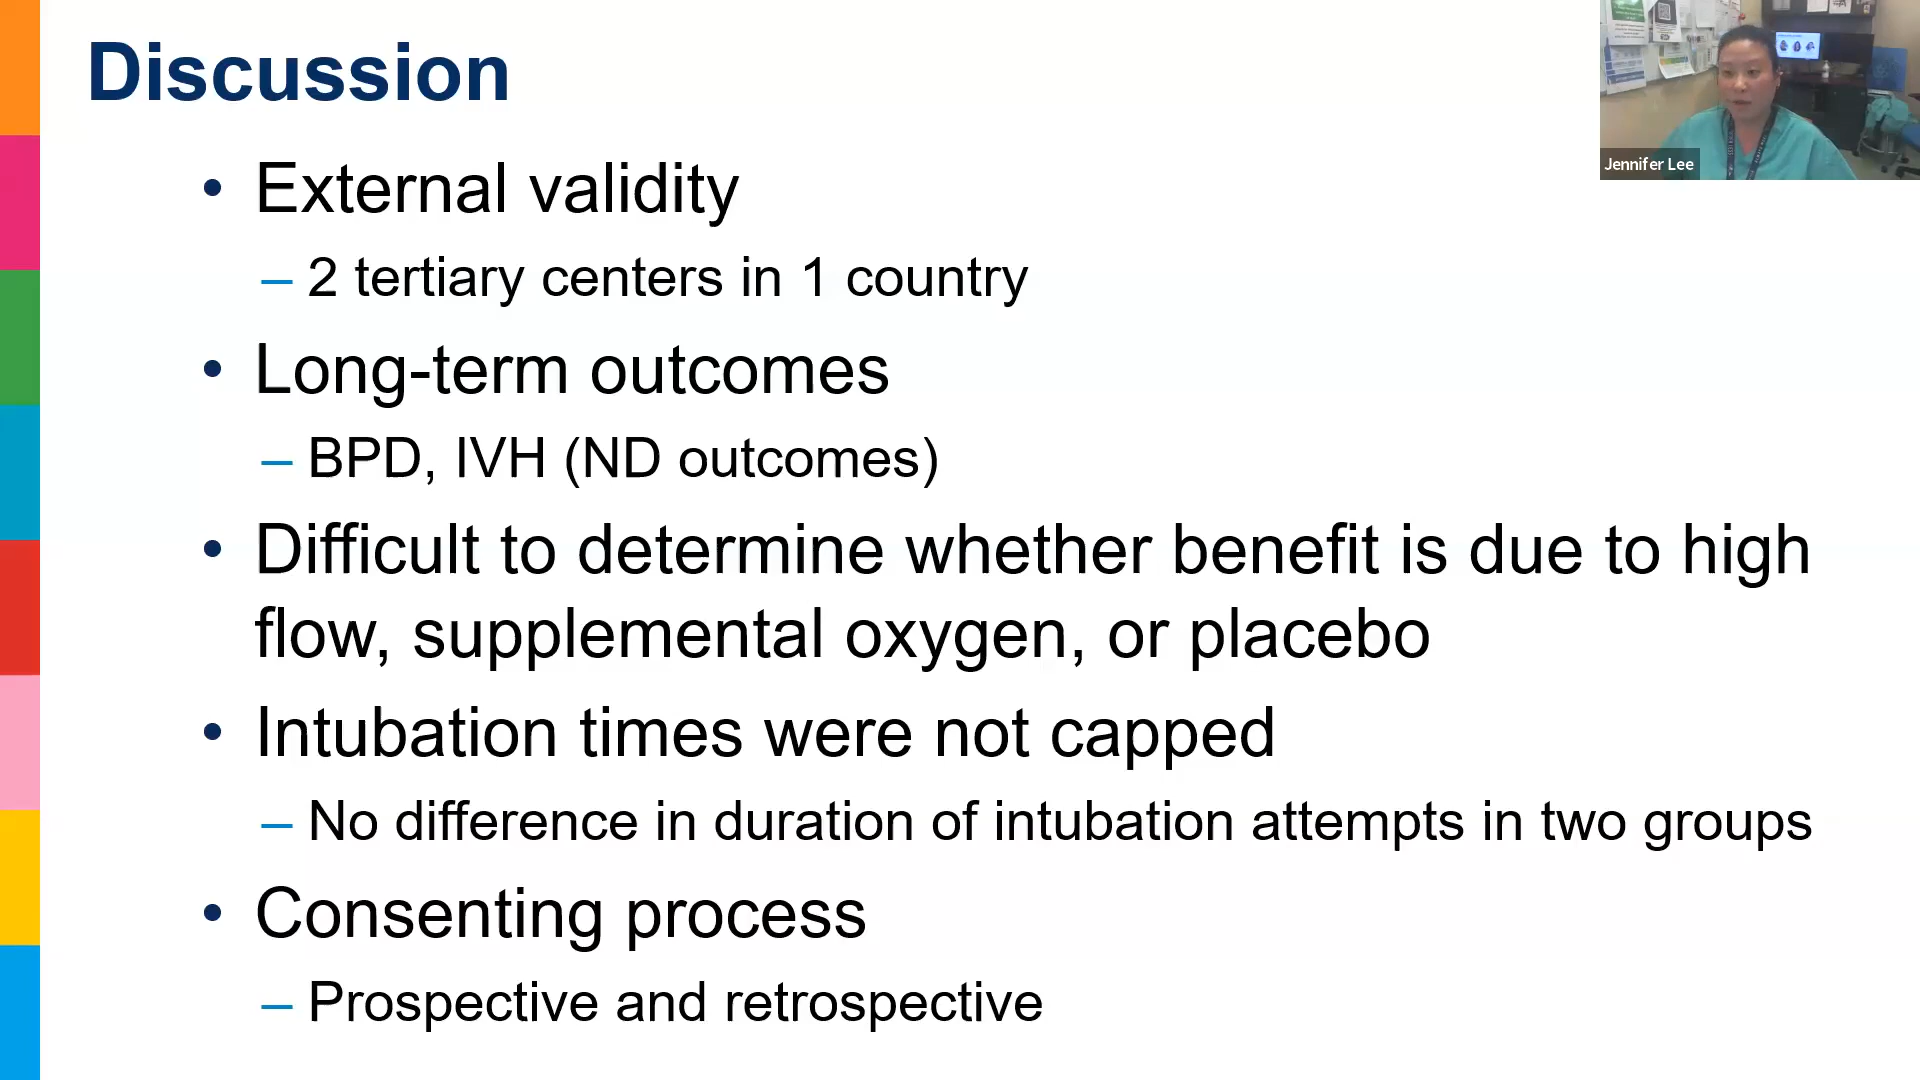 Discussion
Jennifer Lee
• External validity
– 2 tertiary centers in 1 country
• Long-term outcomes
– BPD, IVH (ND outcomes)
• Difficult to determine whether benefit is due to high
flow, supplemental oxygen, or placebo
• Intubation times were not capped
– No difference in duration of intubation attempts in two groups
• Consenting process
– Prospective and retrospective